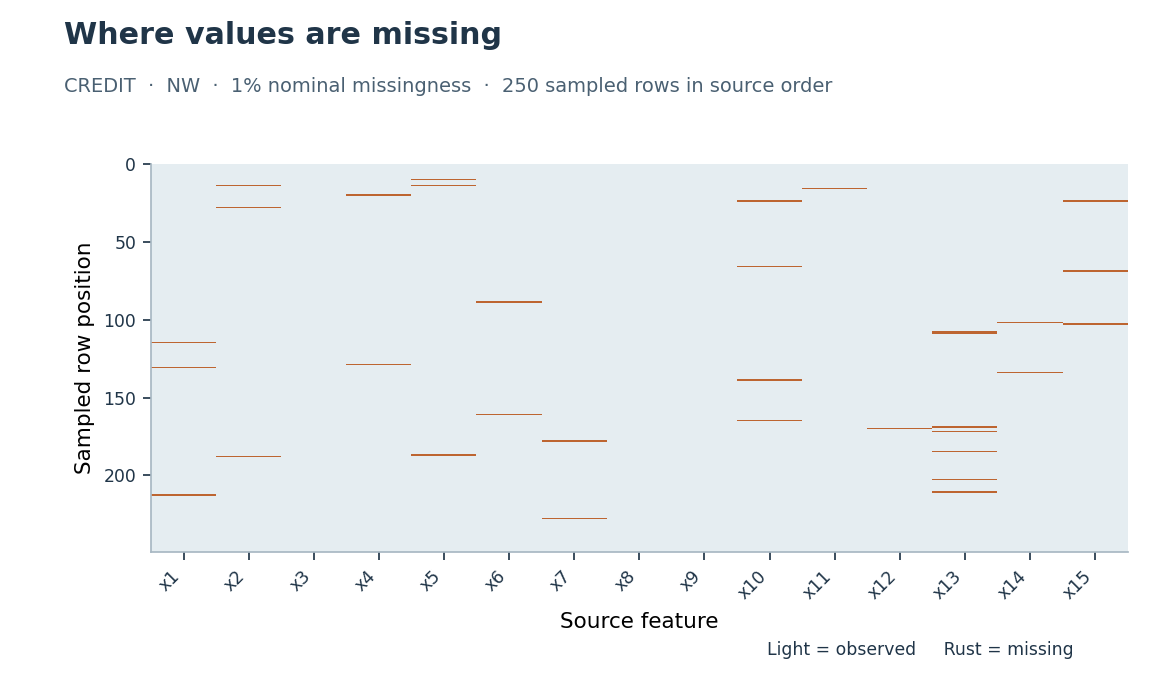 Where values are missing
CREDIT · NW · 1% nominal missingness · 250 sampled rows in source order
0
50
100
150
200
Sampled row position
x1 x2 x3 x4 x5 x6 x7 x8 x9 x10 x11 x12 x13 x14 x15
Source feature
Light = observed Rust = missing